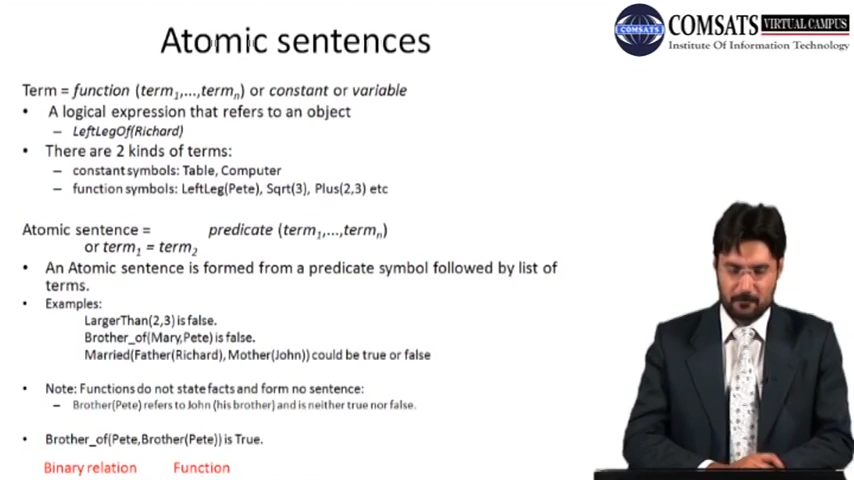 Atomic sentences
COMSATS VIRTUAL CAMPUS
COMSATS
Institute Of Information Technology
Term = function (term1,...,termn) or constant or variable
• A logical expression that refers to an object
– LeftLegOf(Richard)
• There are 2 kinds of terms:
– constant symbols: Table, Computer
– function symbols: LeftLeg(Pete), Sqrt(3), Plus(2,3) etc
Atomic sentence = predicate (term1,...,termn)
or term1 = term2
• An Atomic sentence is formed from a predicate symbol followed by list of
terms.
• Examples:
LargerThan(2,3) is false.
Brother_of(Mary,Pete) is false.
Married(Father(Richard), Mother(John)) could be true or false
• Note: Functions do not state facts and form no sentence:
– Brother(Pete) refers to John (his brother) and is neither true nor false.
• Brother_of(Pete,Brother(Pete)) is True.
Binary relation Function